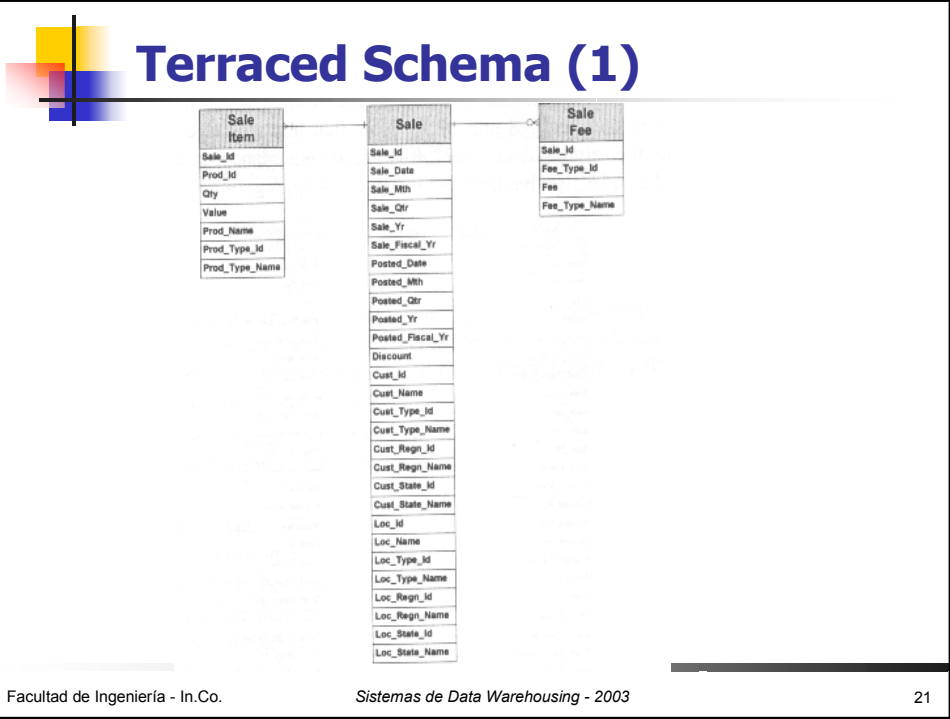 Terraced Schema (1)
Sale
Item
Sale_Id
Prod_Id
Qty
Value
Prod_Name
Prod_Type_Id
Prod_Type_Name
Sale
Sale_Id
Sale_Date
Sale_Mth
Sale_Qtr
Sale_Yr
Sale_Fiscal_Yr
Posted_Date
Posted_Mth
Posted_Qtr
Posted_Yr
Posted_Fiscal_Yr
Discount
Cust_Id
Cust_Name
Cust_Type_Id
Cust_Type_Name
Cust_Regn_Id
Cust_Regn_Name
Cust_State_Id
Cust_State_Name
Loc_Id
Loc_Name
Loc_Type_Id
Loc_Type_Name
Loc_Regn_Id
Loc_Regn_Name
Loc_State_Id
Loc_State_Name
Sale
Fee
Sale_Id
Fee_Type_Id
Fee
Fee_Type_Name
Facultad de Ingeniería - In.Co.
Sistemas de Data Warehousing - 2003
21